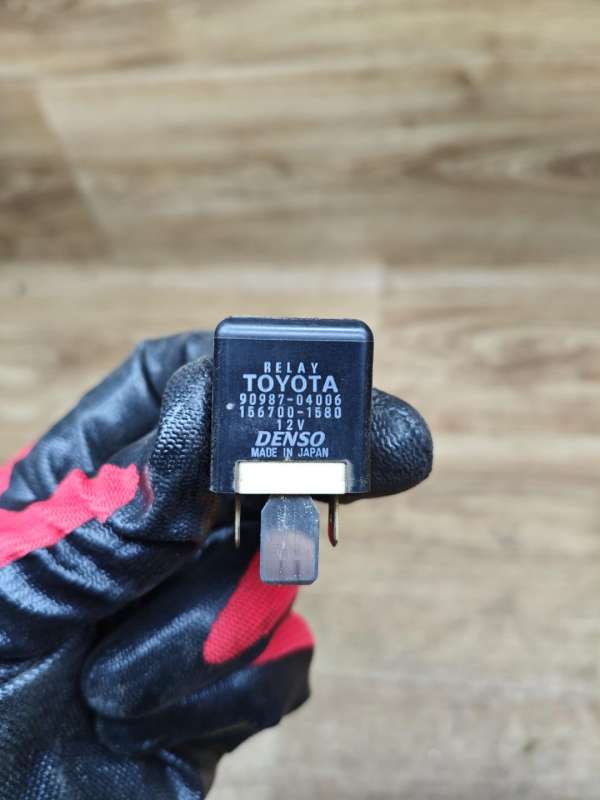 RELAY
TOYOTA
90987-04006
156700-1580
12V
DENSO
MADE IN JAPAN